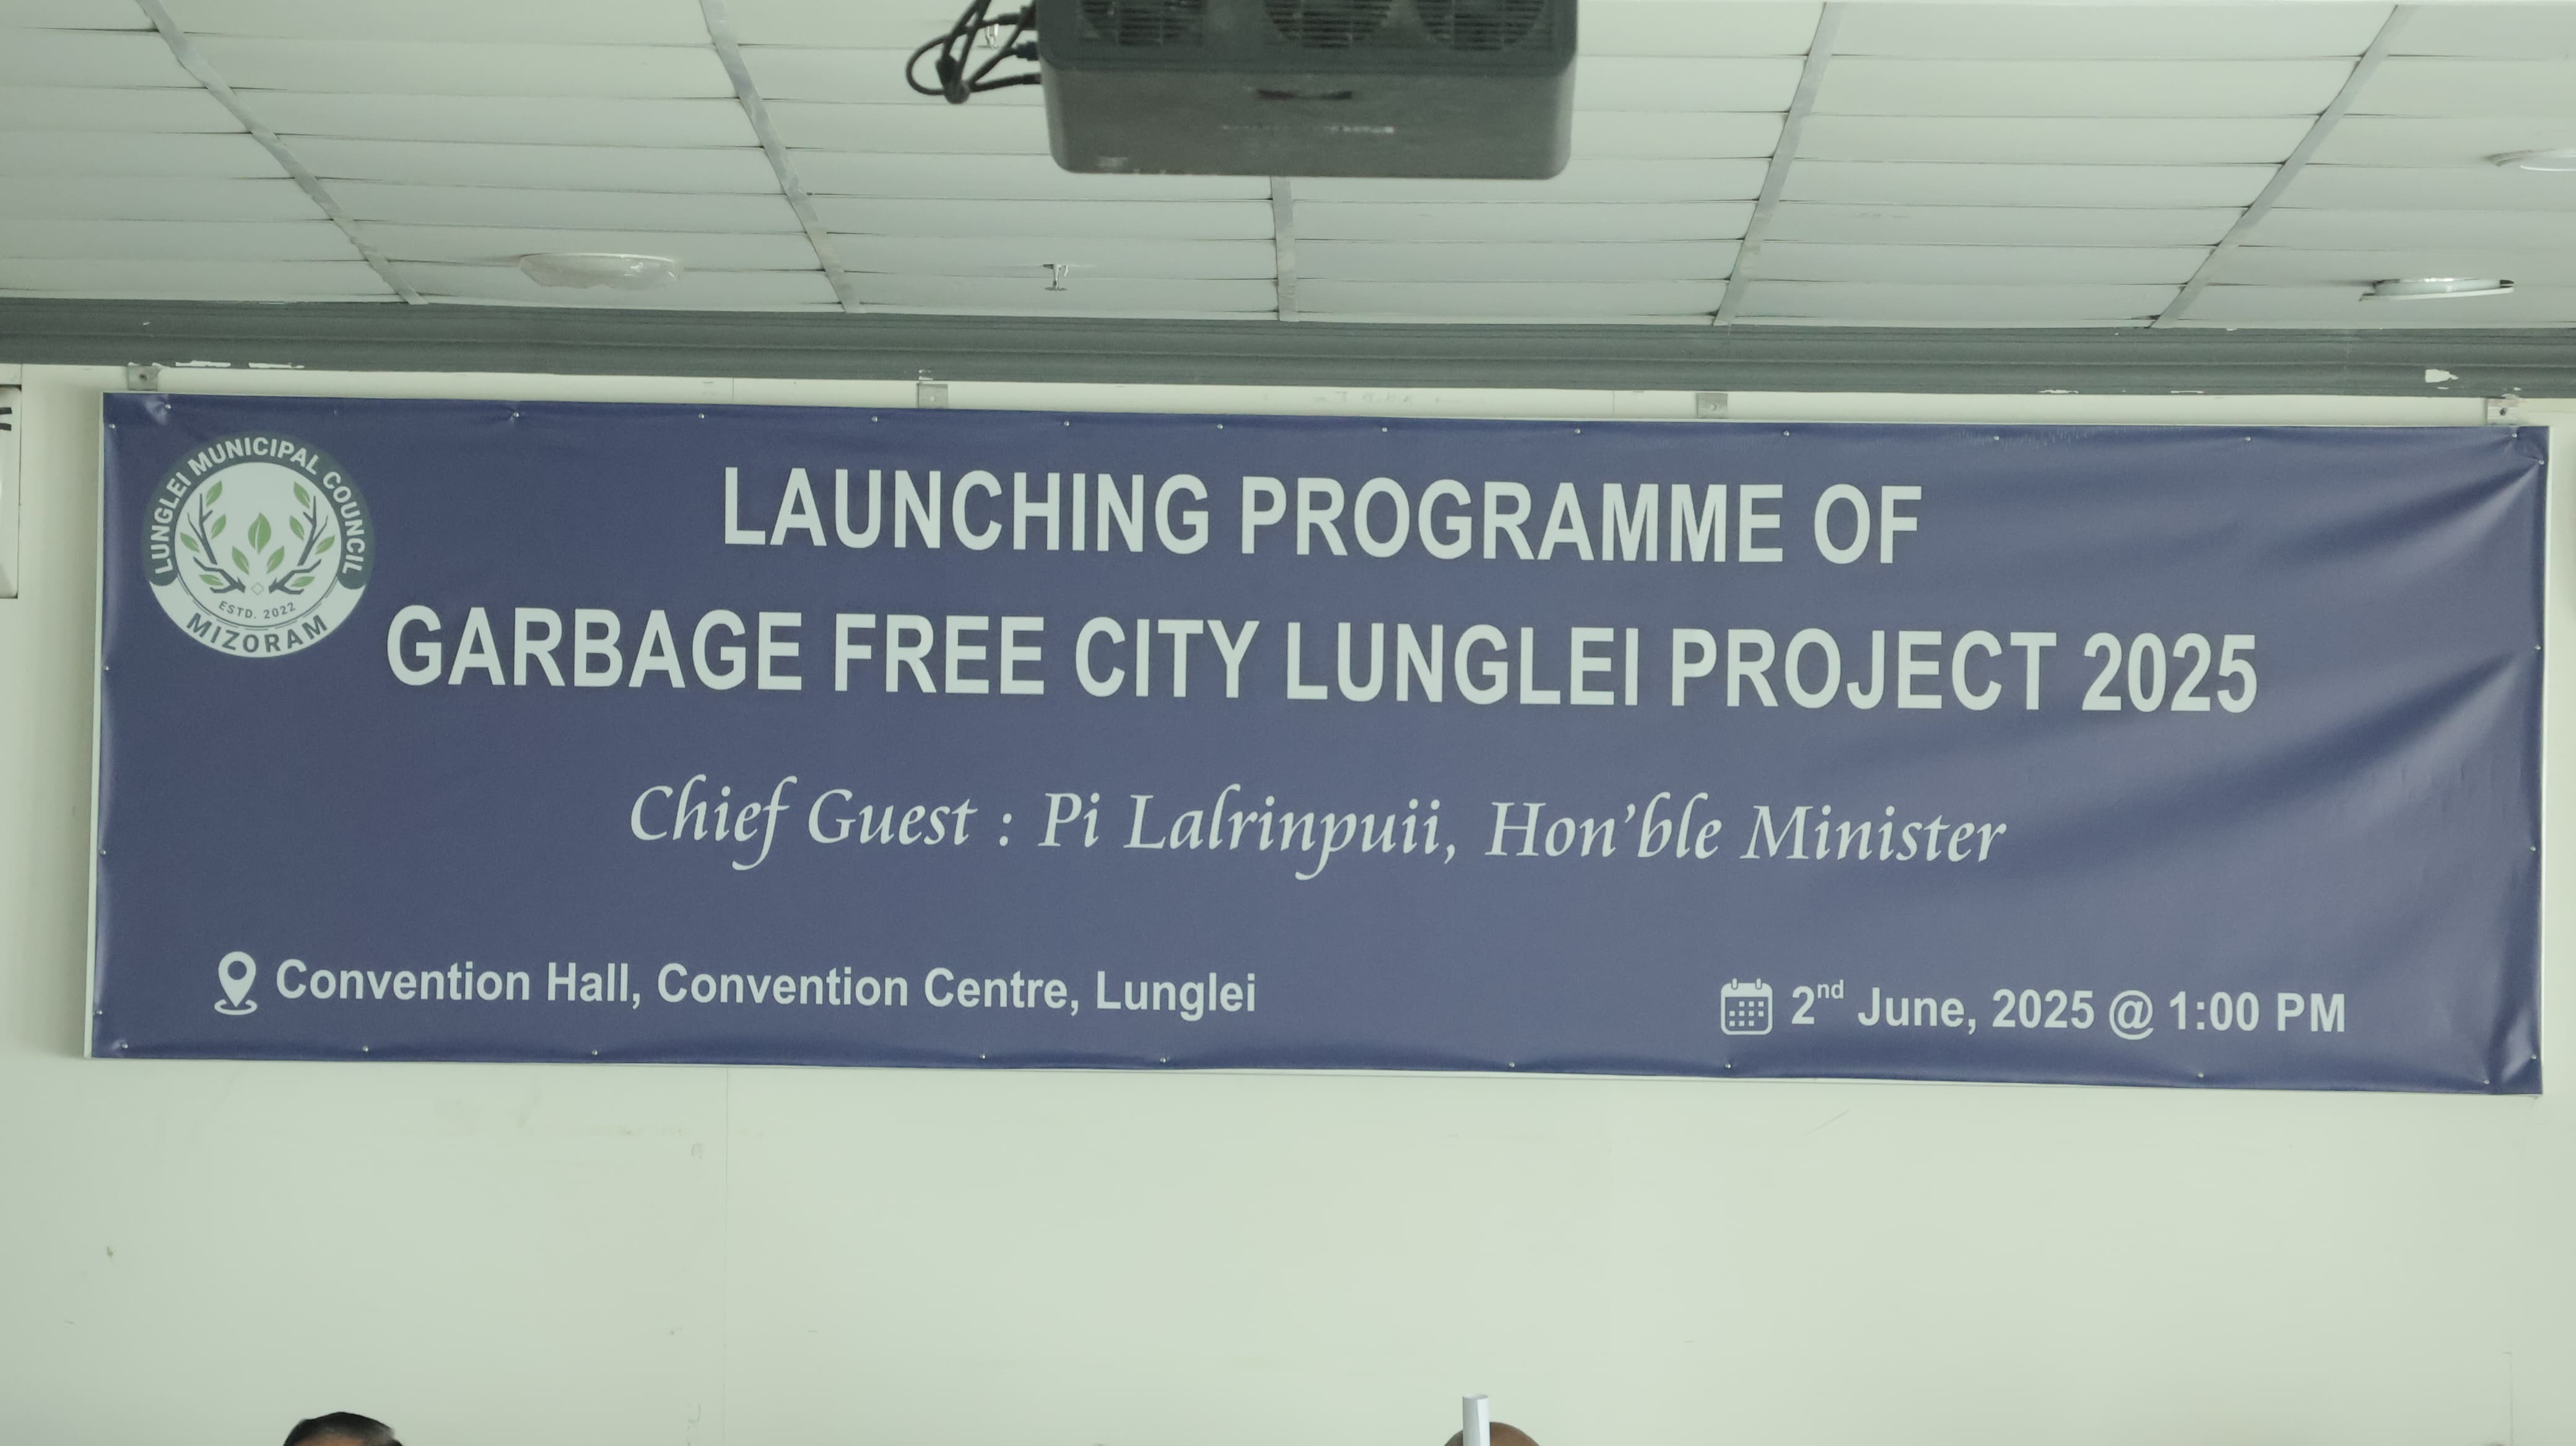 LUNGLEI MUNICIPAL COUNCIL
ESTD. 2022
MIZORAM
LAUNCHING PROGRAMME OF
GARBAGE FREE CITY LUNGLEI PROJECT 2025
Chief Guest : Pi Lalrinpuii, Hon'ble Minister
Convention Hall, Convention Centre, Lunglei
2nd June, 2025 @ 1:00 PM